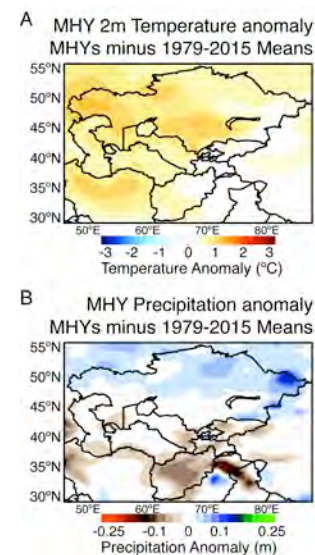 A
MHY 2m Temperature anomaly
MHYs minus 1979-2015 Means
55°N
50°N
45°N
40°N
35°N
30°N
50°E 60°E 70°E 80°E
-3 -2 -1 0 1 2 3
Temperature Anomaly (°C)
B
MHY Precipitation anomaly
MHYs minus 1979-2015 Means
55°N
50°N
45°N
40°N
35°N
30°N
50°E 60°E 70°E 80°E
-0.25 -0.1 0 0.1 0.25
Precipitation Anomaly (m)